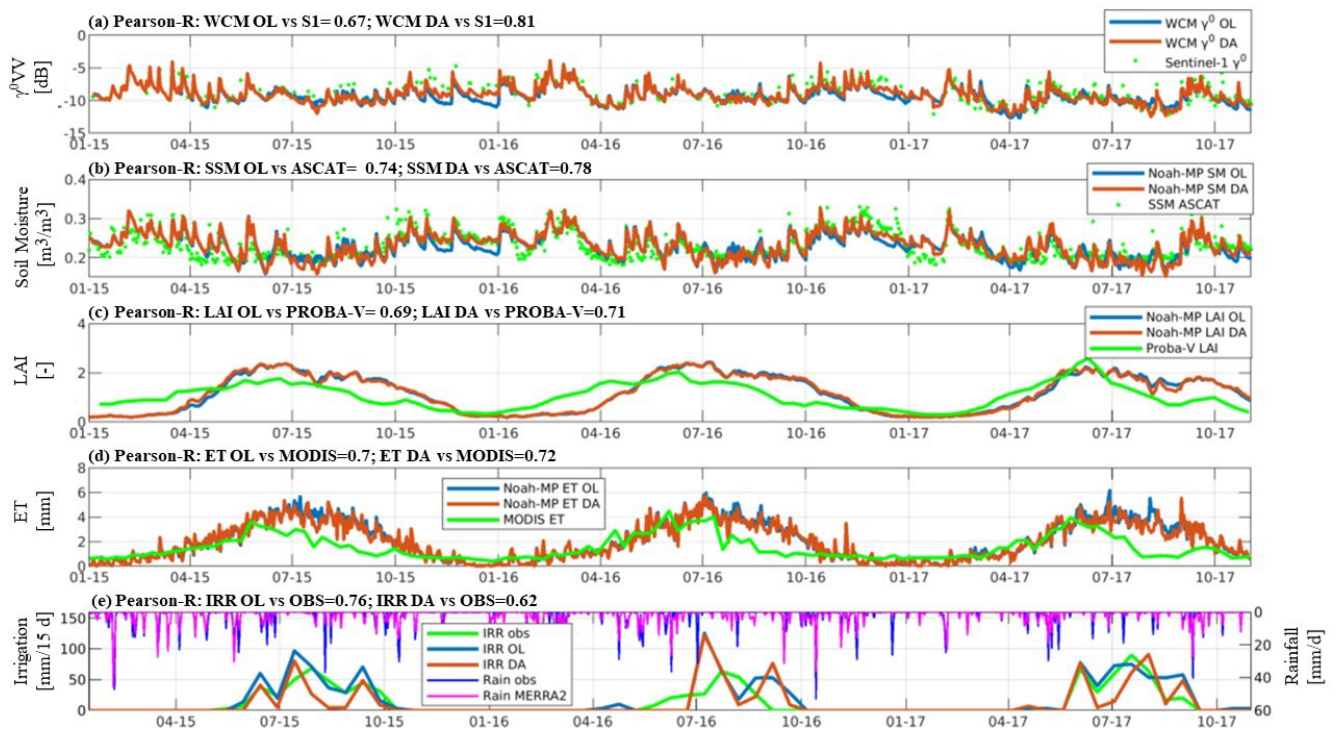 (a) Pearson-R: WCM OL vs S1= 0.67; WCM DA vs S1=0.81
0
-5
-10
-15
γ⁰VV
[dB]
WCM γ⁰ OL
WCM γ⁰ DA
Sentinel-1 γ⁰
01-15 04-15 07-15 10-15 01-16 04-16 07-16 10-16 01-17 04-17 07-17 10-17
(b) Pearson-R: SSM OL vs ASCAT= 0.74; SSM DA vs ASCAT=0.78
0.4
0.3
0.2
Soil Moisture
[m3/m3]
Noah-MP SM OL
Noah-MP SM DA
SSM ASCAT
01-15 04-15 07-15 10-15 01-16 04-16 07-16 10-16 01-17 04-17 07-17 10-17
(c) Pearson-R: LAI OL vs PROBA-V= 0.69; LAI DA vs PROBA-V=0.71
4
2
0
LAI
[-]
Noah-MP LAI OL
Noah-MP LAI DA
Proba-V LAI
01-15 04-15 07-15 10-15 01-16 04-16 07-16 10-16 01-17 04-17 07-17 10-17
(d) Pearson-R: ET OL vs MODIS=0.7; ET DA vs MODIS=0.72
8
6
4
2
0
ET
[mm]
Noah-MP ET OL
Noah-MP ET DA
MODIS ET
01-15 04-15 07-15 10-15 01-16 04-16 07-16 10-16 01-17 04-17 07-17 10-17
(e) Pearson-R: IRR OL vs OBS=0.76; IRR DA vs OBS=0.62
150
100
50
0
Irrigation
[mm/15 d]
IRR obs
IRR OL
IRR DA
Rain obs
Rain MERRA2
0
20
40
60
Rainfall
[mm/d]
04-15 07-15 10-15 01-16 04-16 07-16 10-16 01-17 04-17 07-17 10-17